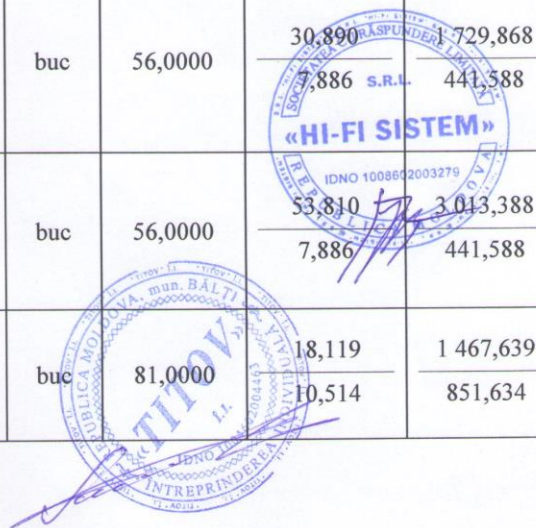 buc 56,0000 30,890 1 729,868
7,886 441,588
SOCIETATEA CU RĂSPUNDERE LIMITATĂ
S.R.L.
«HI-FI SISTEM»
IDNO 1008602003279
REPUBLICA MOLDOVA
buc 56,0000 53,810 3 013,388
7,886 441,588
buc 81,0000 18,119 1 467,639
10,514 851,634
REPUBLICA MOLDOVA, mun. BĂLŢI
«TITOV»
Î.I.
IDNO
ÎNTREPRINDEREA INDIVIDUALĂ